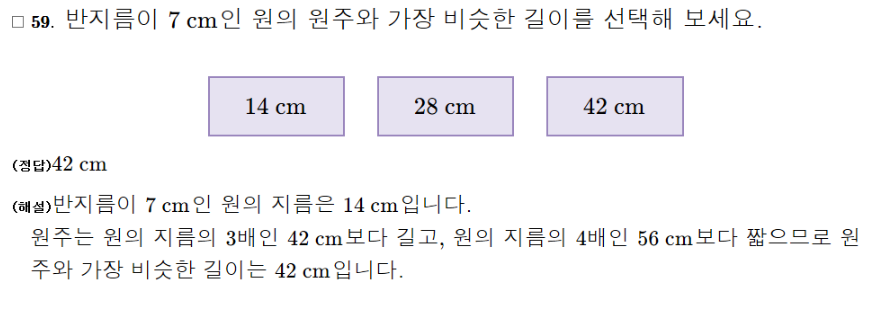 □ 59. 반지름이 7 cm인 원의 원주와 가장 비슷한 길이를 선택해 보세요.
14 cm 28 cm 42 cm
(정답)42 cm
(해설)반지름이 7 cm인 원의 지름은 14 cm입니다.
원주는 원의 지름의 3배인 42 cm보다 길고, 원의 지름의 4배인 56 cm보다 짧으므로 원
주와 가장 비슷한 길이는 42 cm입니다.